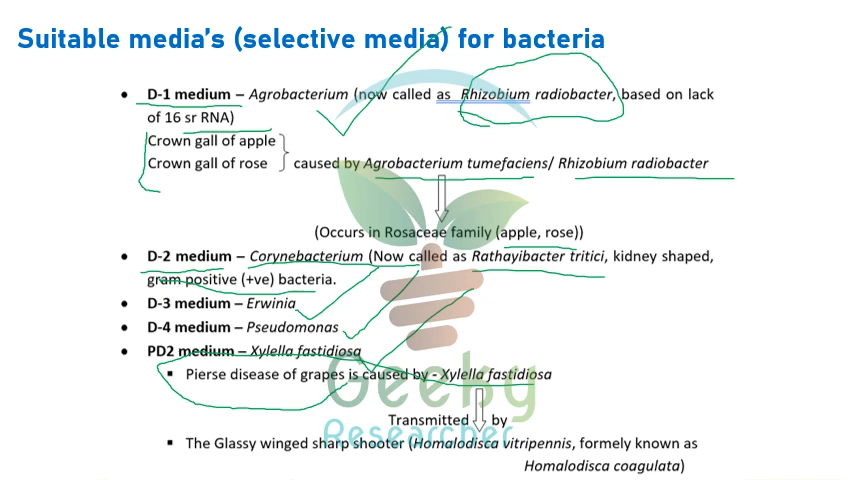 Suitable media's (selective media) for bacteria
• D-1 medium – Agrobacterium (now called as Rhizobium radiobacter, based on lack
of 16 sr RNA)
Crown gall of apple
Crown gall of rose } caused by Agrobacterium tumefaciens/ Rhizobium radiobacter
(Occurs in Rosaceae family (apple, rose))
• D-2 medium – Corynebacterium (Now called as Rathayibacter tritici, kidney shaped,
gram positive (+ve) bacteria.
• D-3 medium – Erwinia
• D-4 medium – Pseudomonas
• PD2 medium – Xylella fastidiosa
▪ Pierse disease of grapes is caused by - Xylella fastidiosa
Geeky
Transmitted by
Researcher
▪ The Glassy winged sharp shooter (Homalodisca vitripennis, formely known as
Homalodisca coagulata)